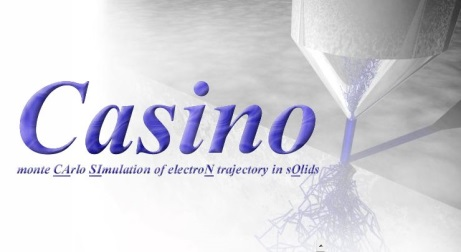 Casino
monte CArlo SImulation of electroN trajectory in sOlids